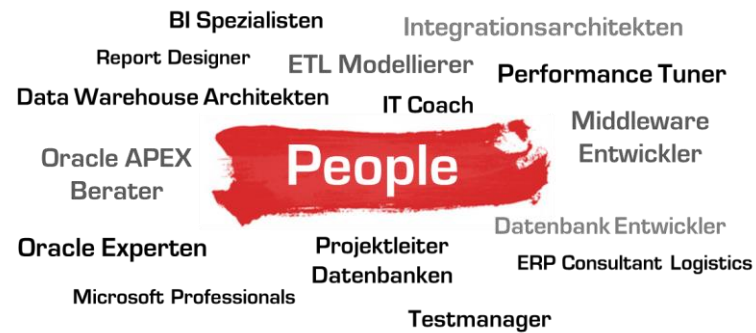 BI Spezialisten
Integrationsarchitekten
Report Designer
ETL Modellierer
Performance Tuner
Data Warehouse Architekten
IT Coach
Middleware
Entwickler
Oracle APEX
Berater
People
Datenbank Entwickler
Oracle Experten
Projektleiter
Datenbanken
ERP Consultant Logistics
Microsoft Professionals
Testmanager